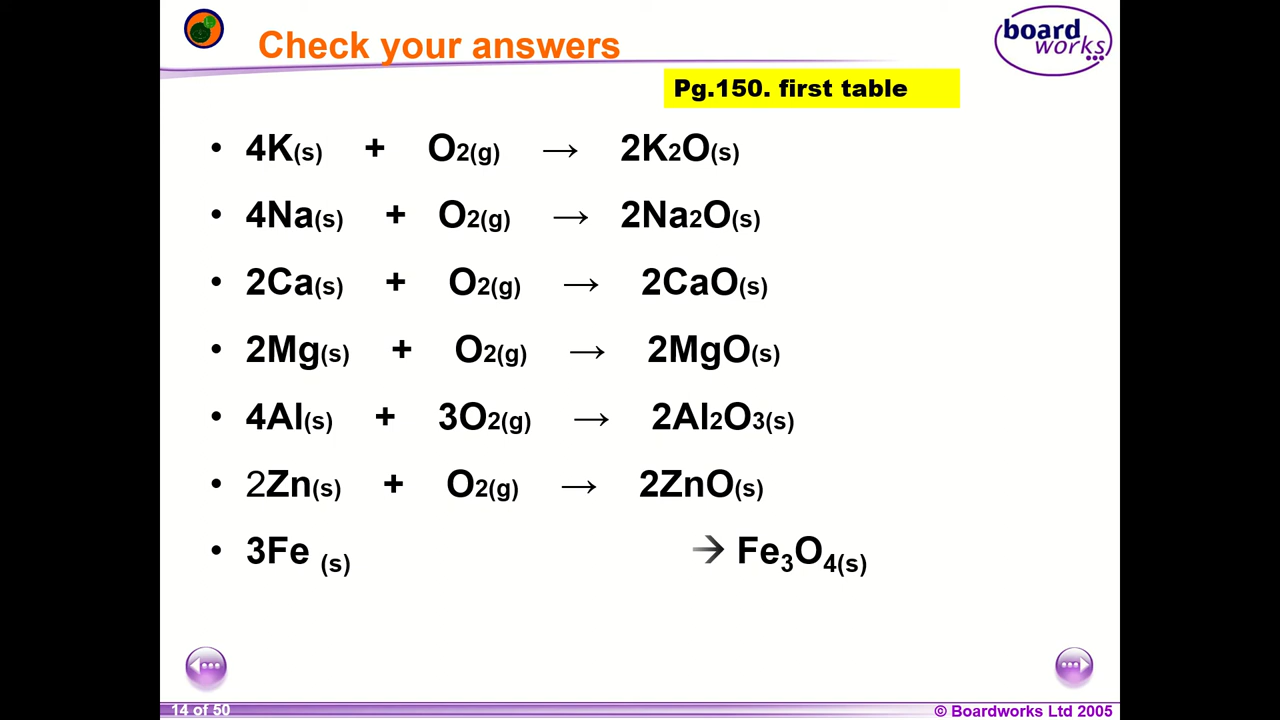 Check your answers
board
works
Pg.150. first table
• 4K(s) + O2(g) → 2K2O(s)
• 4Na(s) + O2(g) → 2Na2O(s)
• 2Ca(s) + O2(g) → 2CaO(s)
• 2Mg(s) + O2(g) → 2MgO(s)
• 4Al(s) + 3O2(g) → 2Al2O3(s)
• 2Zn(s) + O2(g) → 2ZnO(s)
• 3Fe (s) → Fe3O4(s)
14 of 50
© Boardworks Ltd 2005